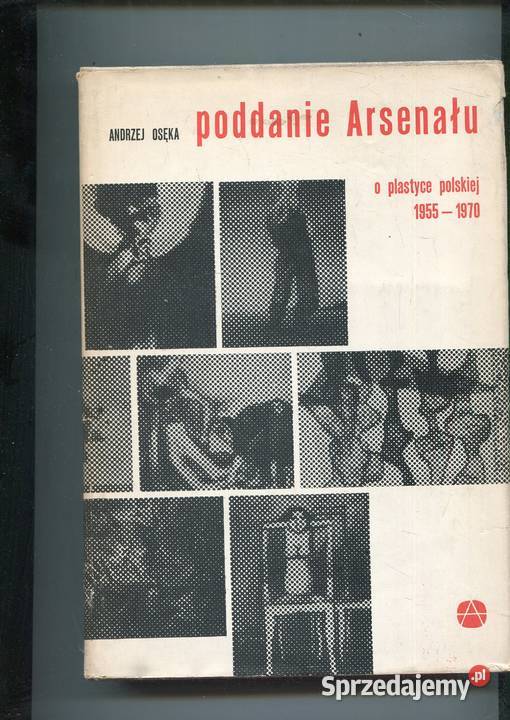 ANDRZEJ OSĘKA poddanie Arsenału
o plastyce polskiej
1955 — 1970
Sprzedajemy.pl